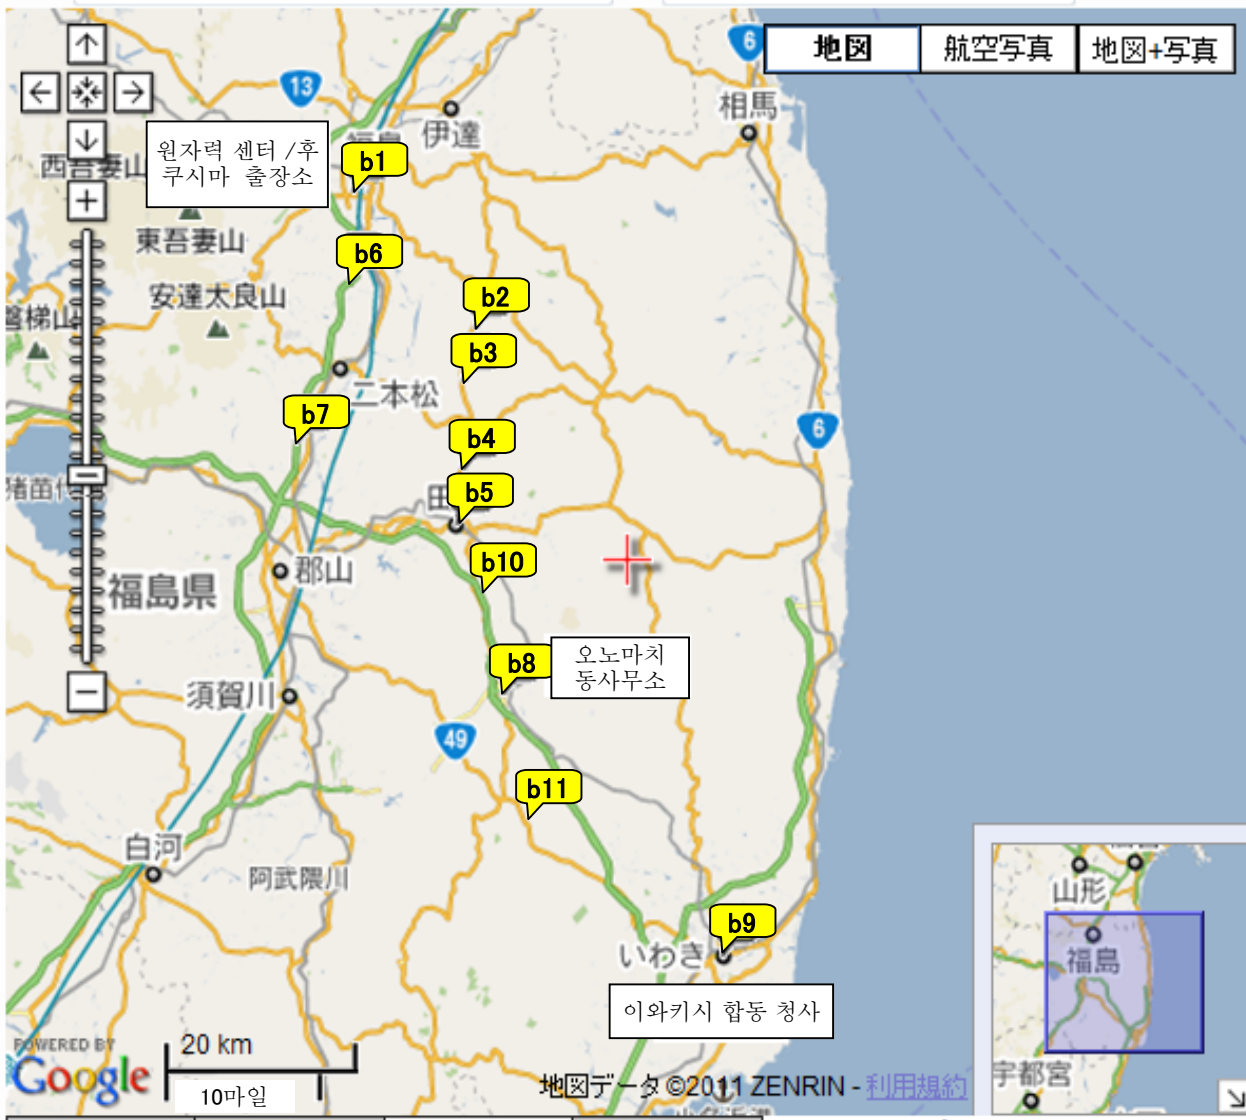 6
地図
航空写真
地図+写真
13
相馬
伊達
원자력 센터 /후
쿠시마 출장소
b1
東吾妻山
b6
安達太良山
b2
磐梯山
b3
二本松
b7
b4
6
b5
b10
郡山
福島県
b8
오노마치
동사무소
須賀川
49
b11
白河
阿武隈川
b9
いわき
이와키시 합동 청사
山形
福島
宇都宮
20 km
10마일
POWERED BY
Google
地図データ ©2011 ZENRIN - 利用規約